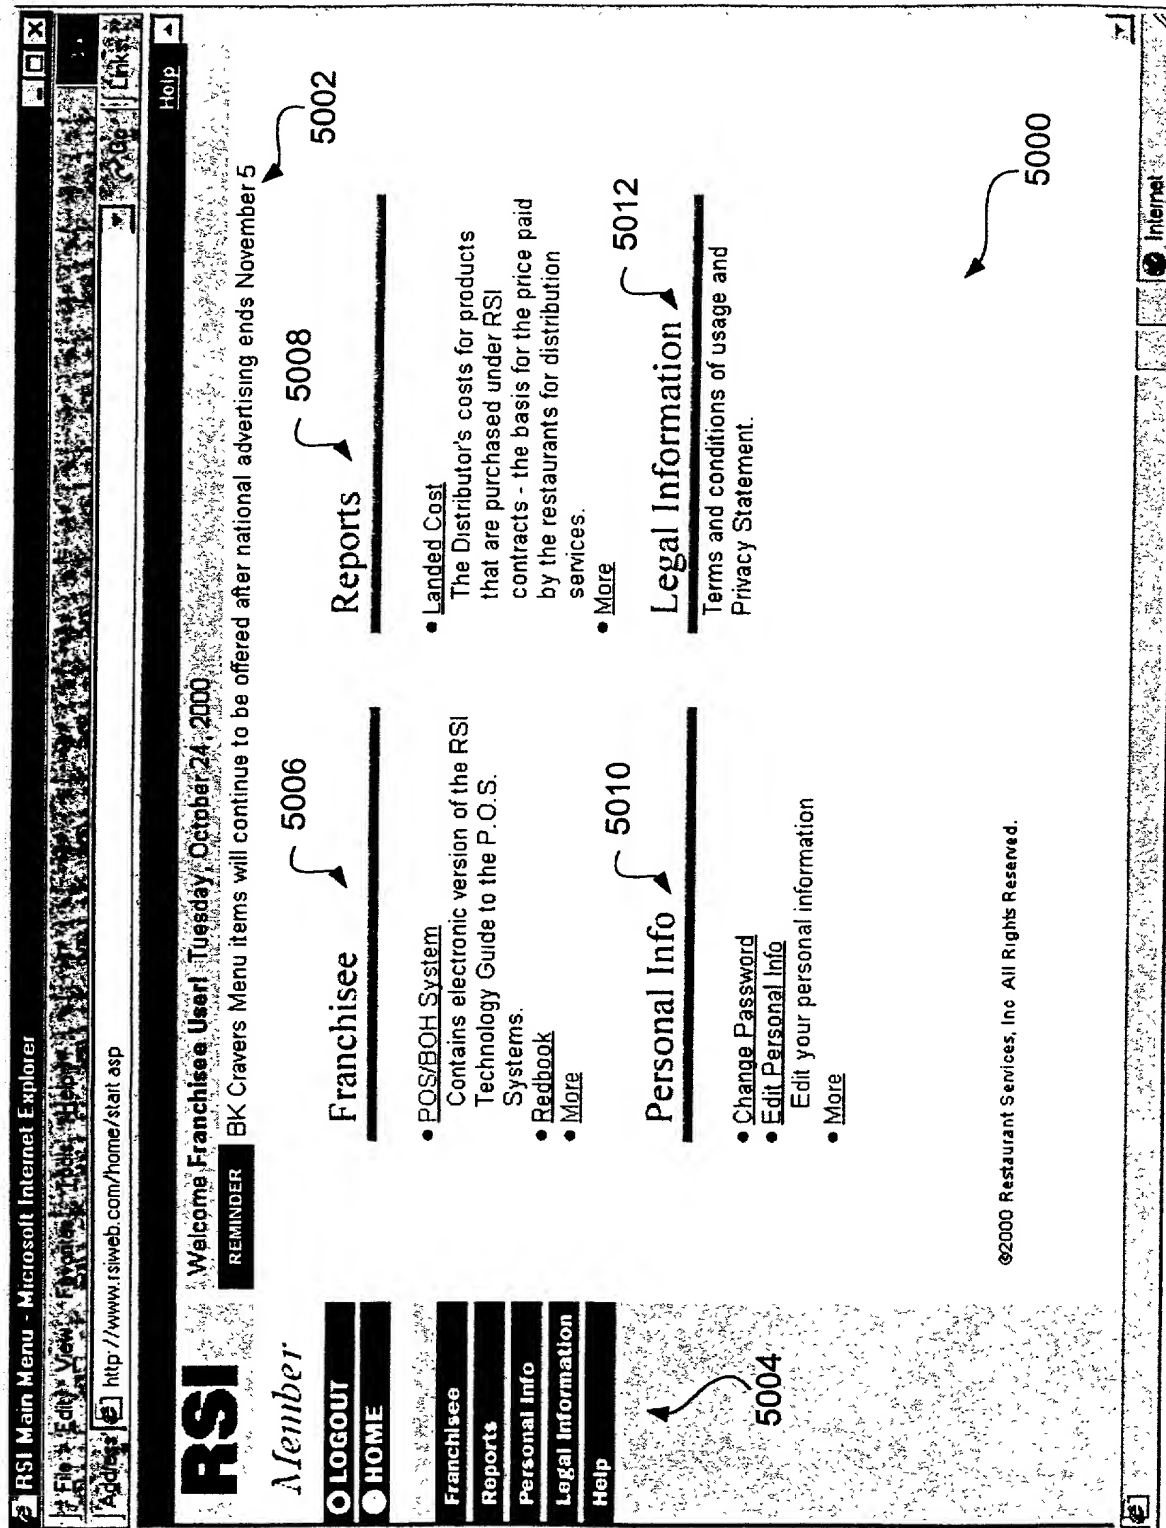 RSI Main Menu - Microsoft Internet Explorer
File Edit View Favorites Tools Help
Address http://www.rsiweb.com/home/start asp
Go Links
Help
RSI
Welcome Franchisee User! Tuesday, October 24, 2000
REMINDER BK Cravers Menu items will continue to be offered after national advertising ends November 5
5002
Member
LOGOUT
HOME
Franchisee
Reports
Personal Info
Legal Information
Help
5004
Franchisee
5006
• POS/BOH System
Contains electronic version of the RSI
Technology Guide to the P.O.S.
Systems.
• Redbook
• More
Reports
5008
• Landed Cost
The Distributor's costs for products
that are purchased under RSI
contracts - the basis for the price paid
by the restaurants for distribution
services.
• More
Personal Info
5010
• Change Password
• Edit Personal Info
Edit your personal information
• More
Legal Information
5012
Terms and conditions of usage and
Privacy Statement.
5000
©2000 Restaurant Services, Inc All Rights Reserved.
Internet